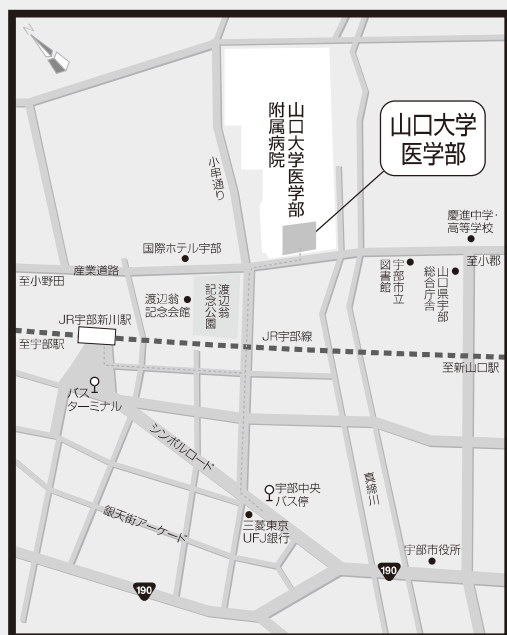 N
山口大学医学部
附属病院
山口大学
医学部
小串通り
慶進中学・
高等学校
国際ホテル宇部
至小郡
産業道路
至小野田
宇部市立
図書館
山口県宇部
総合庁舎
渡辺翁
記念会館
渡辺翁
記念公園
JR宇部新川駅
至宇部駅
JR宇部線
至新山口駅
バス
ターミナル
シンボルロード
宇部中央
バス停
真締川
銀天街アーケード
三菱東京
UFJ銀行
宇部市役所
190
190